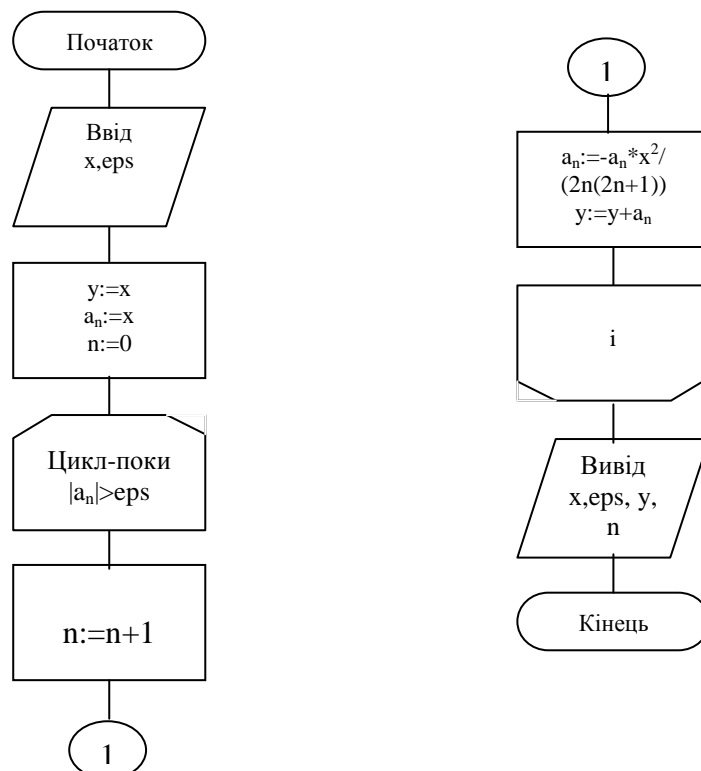 Початок
Ввід
x,eps
y:=x
aₙ:=x
n:=0
Цикл-поки
|aₙ|>eps
n:=n+1
1
1
aₙ:=-aₙ*x²/
(2n(2n+1))
y:=y+aₙ
і
Вивід
x,eps, y,
n
Кінець